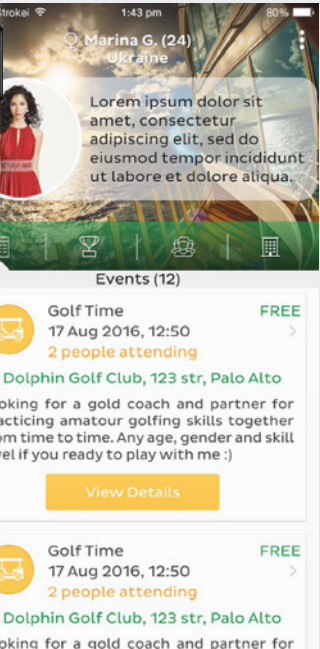 1:43 pm
80%
Marina G. (24)
Ukraine
Lorem ipsum dolor sit
amet, consectetur
adipiscing elit, sed do
eiusmod tempor incididunt
ut labore et dolore aliqua.
Events (12)
Golf Time FREE
17 Aug 2016, 12:50
2 people attending
Dolphin Golf Club, 123 str, Palo Alto
oking for a gold coach and partner for
acticing amatour golfing skills together
om time to time. Any age, gender and skill
vel if you ready to play with me :)
View Details
Golf Time FREE
17 Aug 2016, 12:50
2 people attending
Dolphin Golf Club, 123 str, Palo Alto
oking for a gold coach and partner for